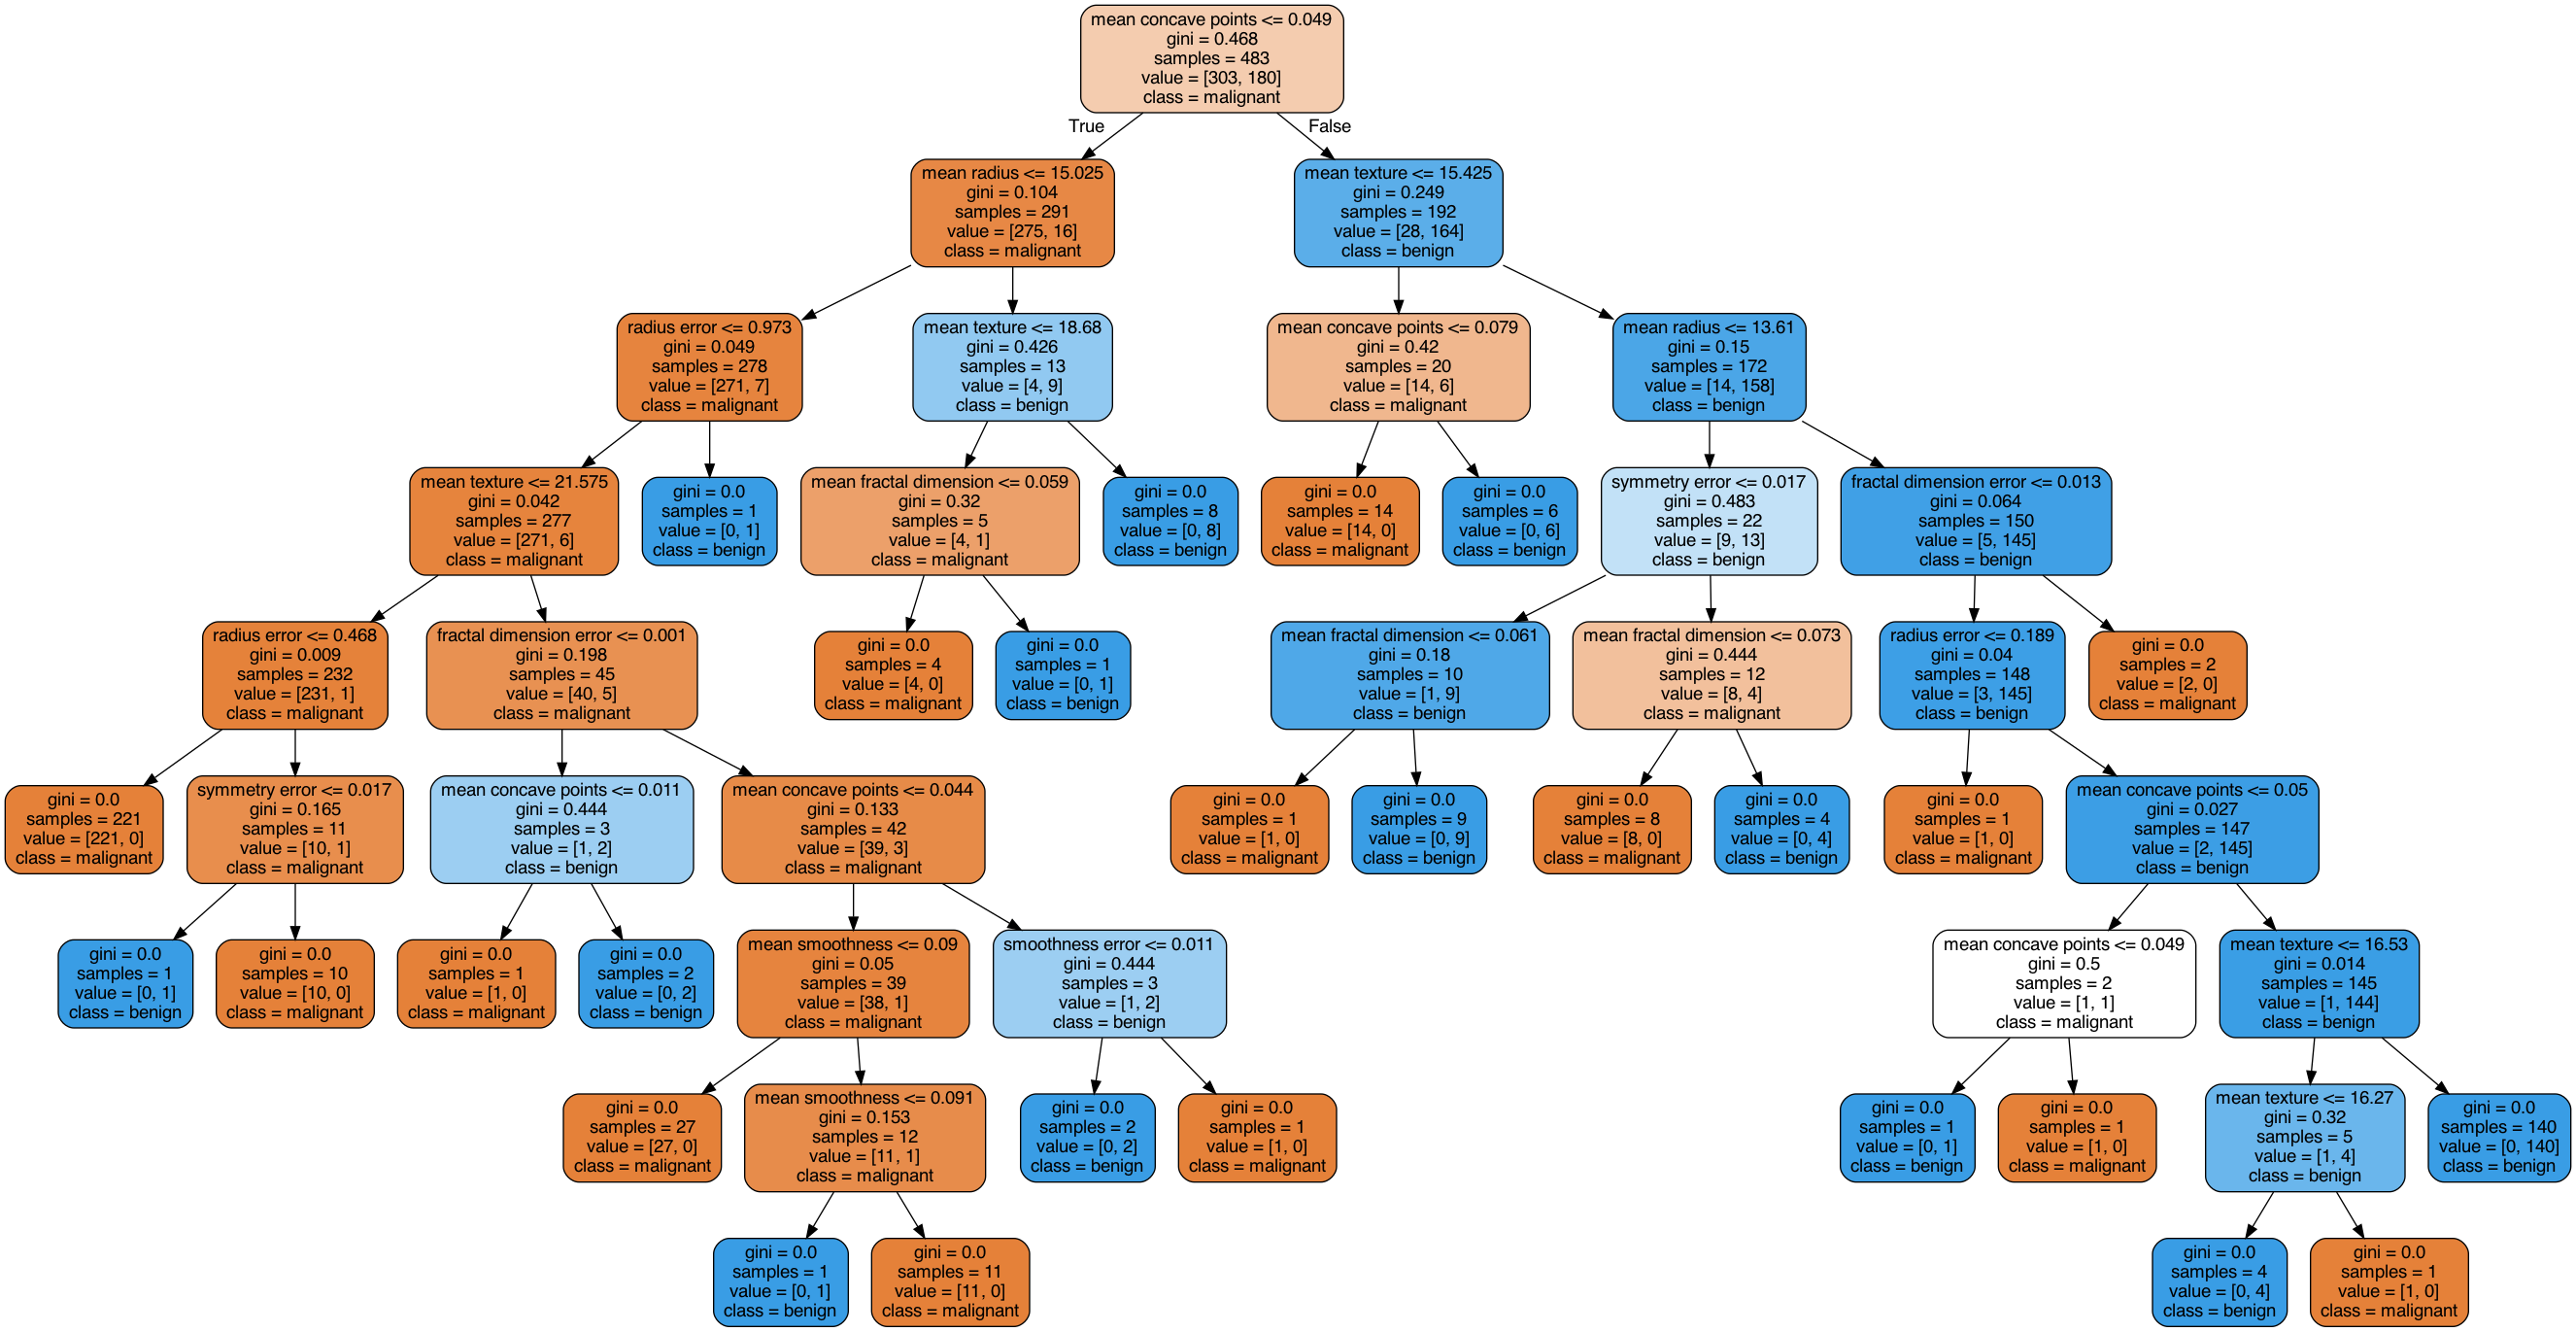 mean concave points <= 0.049
gini = 0.468
samples = 483
value = [303, 180]
class = malignant
True
False
mean radius <= 15.025
gini = 0.104
samples = 291
value = [275, 16]
class = malignant
mean texture <= 15.425
gini = 0.249
samples = 192
value = [28, 164]
class = benign
radius error <= 0.973
gini = 0.049
samples = 278
value = [271, 7]
class = malignant
mean texture <= 18.68
gini = 0.426
samples = 13
value = [4, 9]
class = benign
mean concave points <= 0.079
gini = 0.42
samples = 20
value = [14, 6]
class = malignant
mean radius <= 13.61
gini = 0.15
samples = 172
value = [14, 158]
class = benign
mean texture <= 21.575
gini = 0.042
samples = 277
value = [271, 6]
class = malignant
gini = 0.0
samples = 1
value = [0, 1]
class = benign
mean fractal dimension <= 0.059
gini = 0.32
samples = 5
value = [4, 1]
class = malignant
gini = 0.0
samples = 8
value = [0, 8]
class = benign
gini = 0.0
samples = 14
value = [14, 0]
class = malignant
gini = 0.0
samples = 6
value = [0, 6]
class = benign
symmetry error <= 0.017
gini = 0.483
samples = 22
value = [9, 13]
class = benign
fractal dimension error <= 0.013
gini = 0.064
samples = 150
value = [5, 145]
class = benign
radius error <= 0.468
gini = 0.009
samples = 232
value = [231, 1]
class = malignant
fractal dimension error <= 0.001
gini = 0.198
samples = 45
value = [40, 5]
class = malignant
gini = 0.0
samples = 4
value = [4, 0]
class = malignant
gini = 0.0
samples = 1
value = [0, 1]
class = benign
mean fractal dimension <= 0.061
gini = 0.18
samples = 10
value = [1, 9]
class = benign
mean fractal dimension <= 0.073
gini = 0.444
samples = 12
value = [8, 4]
class = malignant
radius error <= 0.189
gini = 0.04
samples = 148
value = [3, 145]
class = benign
gini = 0.0
samples = 2
value = [2, 0]
class = malignant
gini = 0.0
samples = 221
value = [221, 0]
class = malignant
symmetry error <= 0.017
gini = 0.165
samples = 11
value = [10, 1]
class = malignant
mean concave points <= 0.011
gini = 0.444
samples = 3
value = [1, 2]
class = benign
mean concave points <= 0.044
gini = 0.133
samples = 42
value = [39, 3]
class = malignant
gini = 0.0
samples = 1
value = [1, 0]
class = malignant
gini = 0.0
samples = 9
value = [0, 9]
class = benign
gini = 0.0
samples = 8
value = [8, 0]
class = malignant
gini = 0.0
samples = 4
value = [0, 4]
class = benign
gini = 0.0
samples = 1
value = [1, 0]
class = malignant
mean concave points <= 0.05
gini = 0.027
samples = 147
value = [2, 145]
class = benign
gini = 0.0
samples = 1
value = [0, 1]
class = benign
gini = 0.0
samples = 10
value = [10, 0]
class = malignant
gini = 0.0
samples = 1
value = [1, 0]
class = malignant
gini = 0.0
samples = 2
value = [0, 2]
class = benign
mean smoothness <= 0.09
gini = 0.05
samples = 39
value = [38, 1]
class = malignant
smoothness error <= 0.011
gini = 0.444
samples = 3
value = [1, 2]
class = benign
mean concave points <= 0.049
gini = 0.5
samples = 2
value = [1, 1]
class = malignant
mean texture <= 16.53
gini = 0.014
samples = 145
value = [1, 144]
class = benign
gini = 0.0
samples = 27
value = [27, 0]
class = malignant
mean smoothness <= 0.091
gini = 0.153
samples = 12
value = [11, 1]
class = malignant
gini = 0.0
samples = 2
value = [0, 2]
class = benign
gini = 0.0
samples = 1
value = [1, 0]
class = malignant
gini = 0.0
samples = 1
value = [0, 1]
class = benign
gini = 0.0
samples = 1
value = [1, 0]
class = malignant
mean texture <= 16.27
gini = 0.32
samples = 5
value = [1, 4]
class = benign
gini = 0.0
samples = 140
value = [0, 140]
class = benign
gini = 0.0
samples = 1
value = [0, 1]
class = benign
gini = 0.0
samples = 11
value = [11, 0]
class = malignant
gini = 0.0
samples = 4
value = [0, 4]
class = benign
gini = 0.0
samples = 1
value = [1, 0]
class = malignant